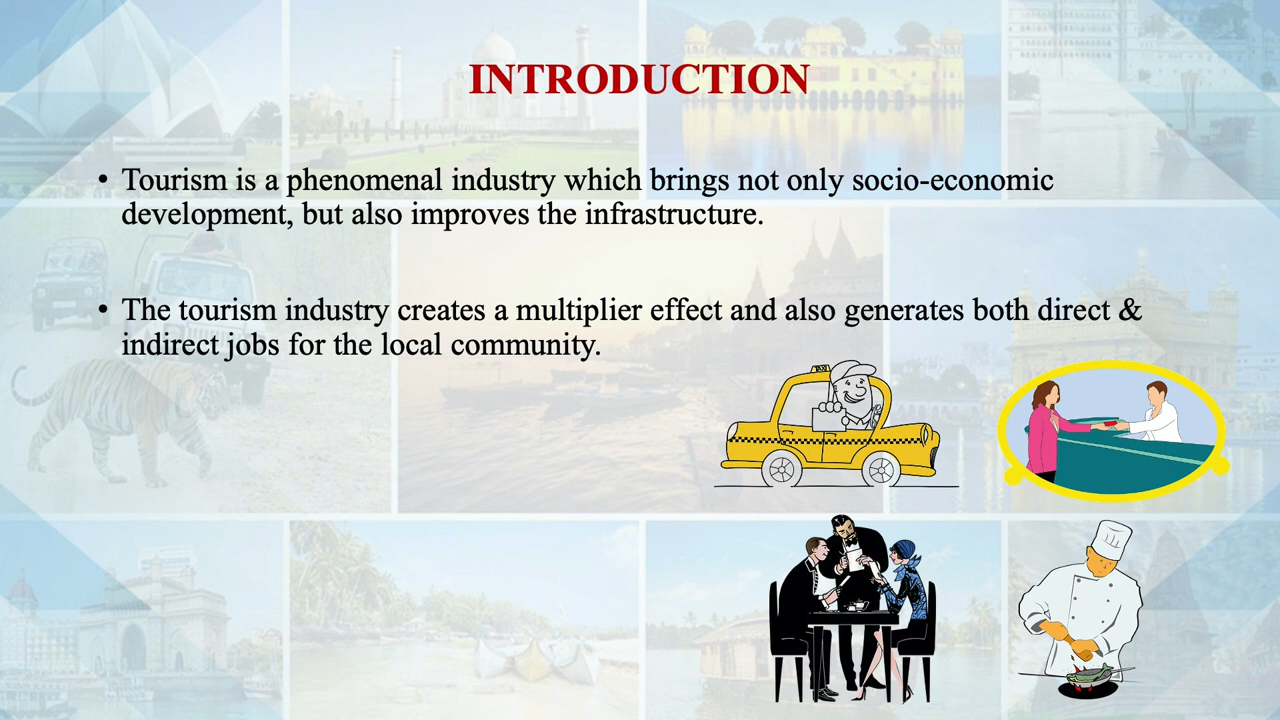 INTRODUCTION
• Tourism is a phenomenal industry which brings not only socio-economic
development, but also improves the infrastructure.
• The tourism industry creates a multiplier effect and also generates both direct &
indirect jobs for the local community.
TAXI